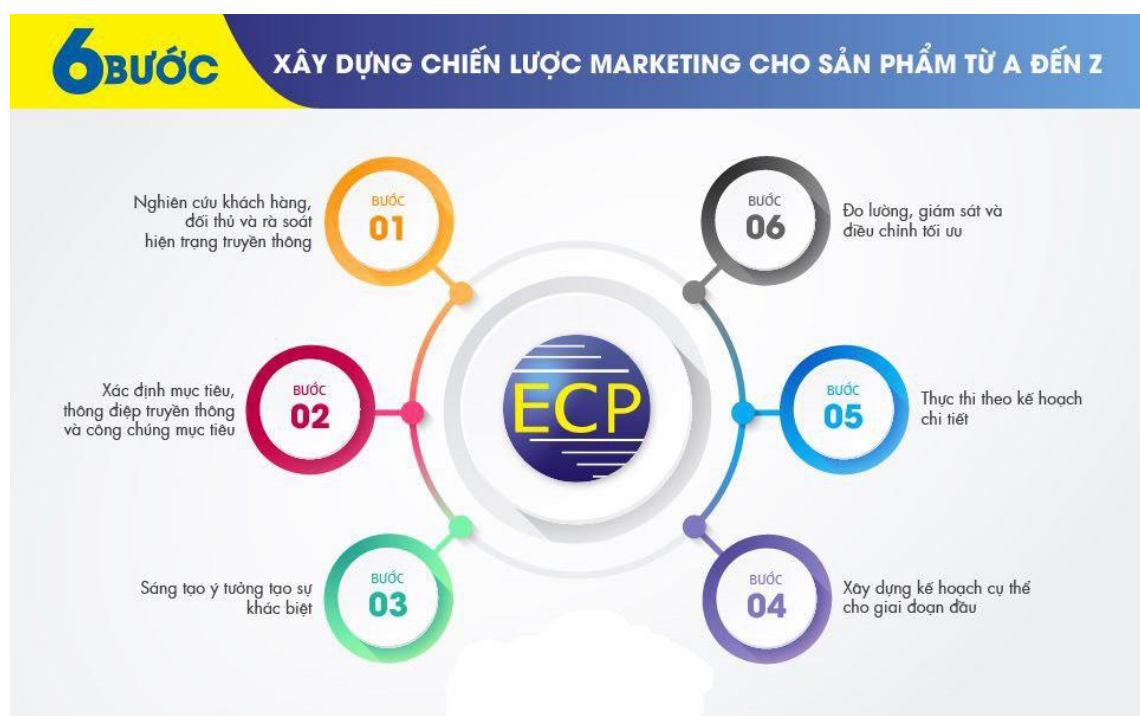 6 BƯỚC
XÂY DỰNG CHIẾN LƯỢC MARKETING CHO SẢN PHẨM TỪ A ĐẾN Z
BƯỚC
01
Nghiên cứu khách hàng,
đối thủ và rà soát
hiện trạng truyền thông
BƯỚC
02
Xác định mục tiêu,
thông điệp truyền thông
và công chúng mục tiêu
BƯỚC
03
Sáng tạo ý tưởng tạo sự
khác biệt
BƯỚC
04
Xây dựng kế hoạch cụ thể
cho giai đoạn đầu
BƯỚC
05
Thực thi theo kế hoạch
chi tiết
BƯỚC
06
Đo lường, giám sát và
điều chỉnh tối ưu
ECP